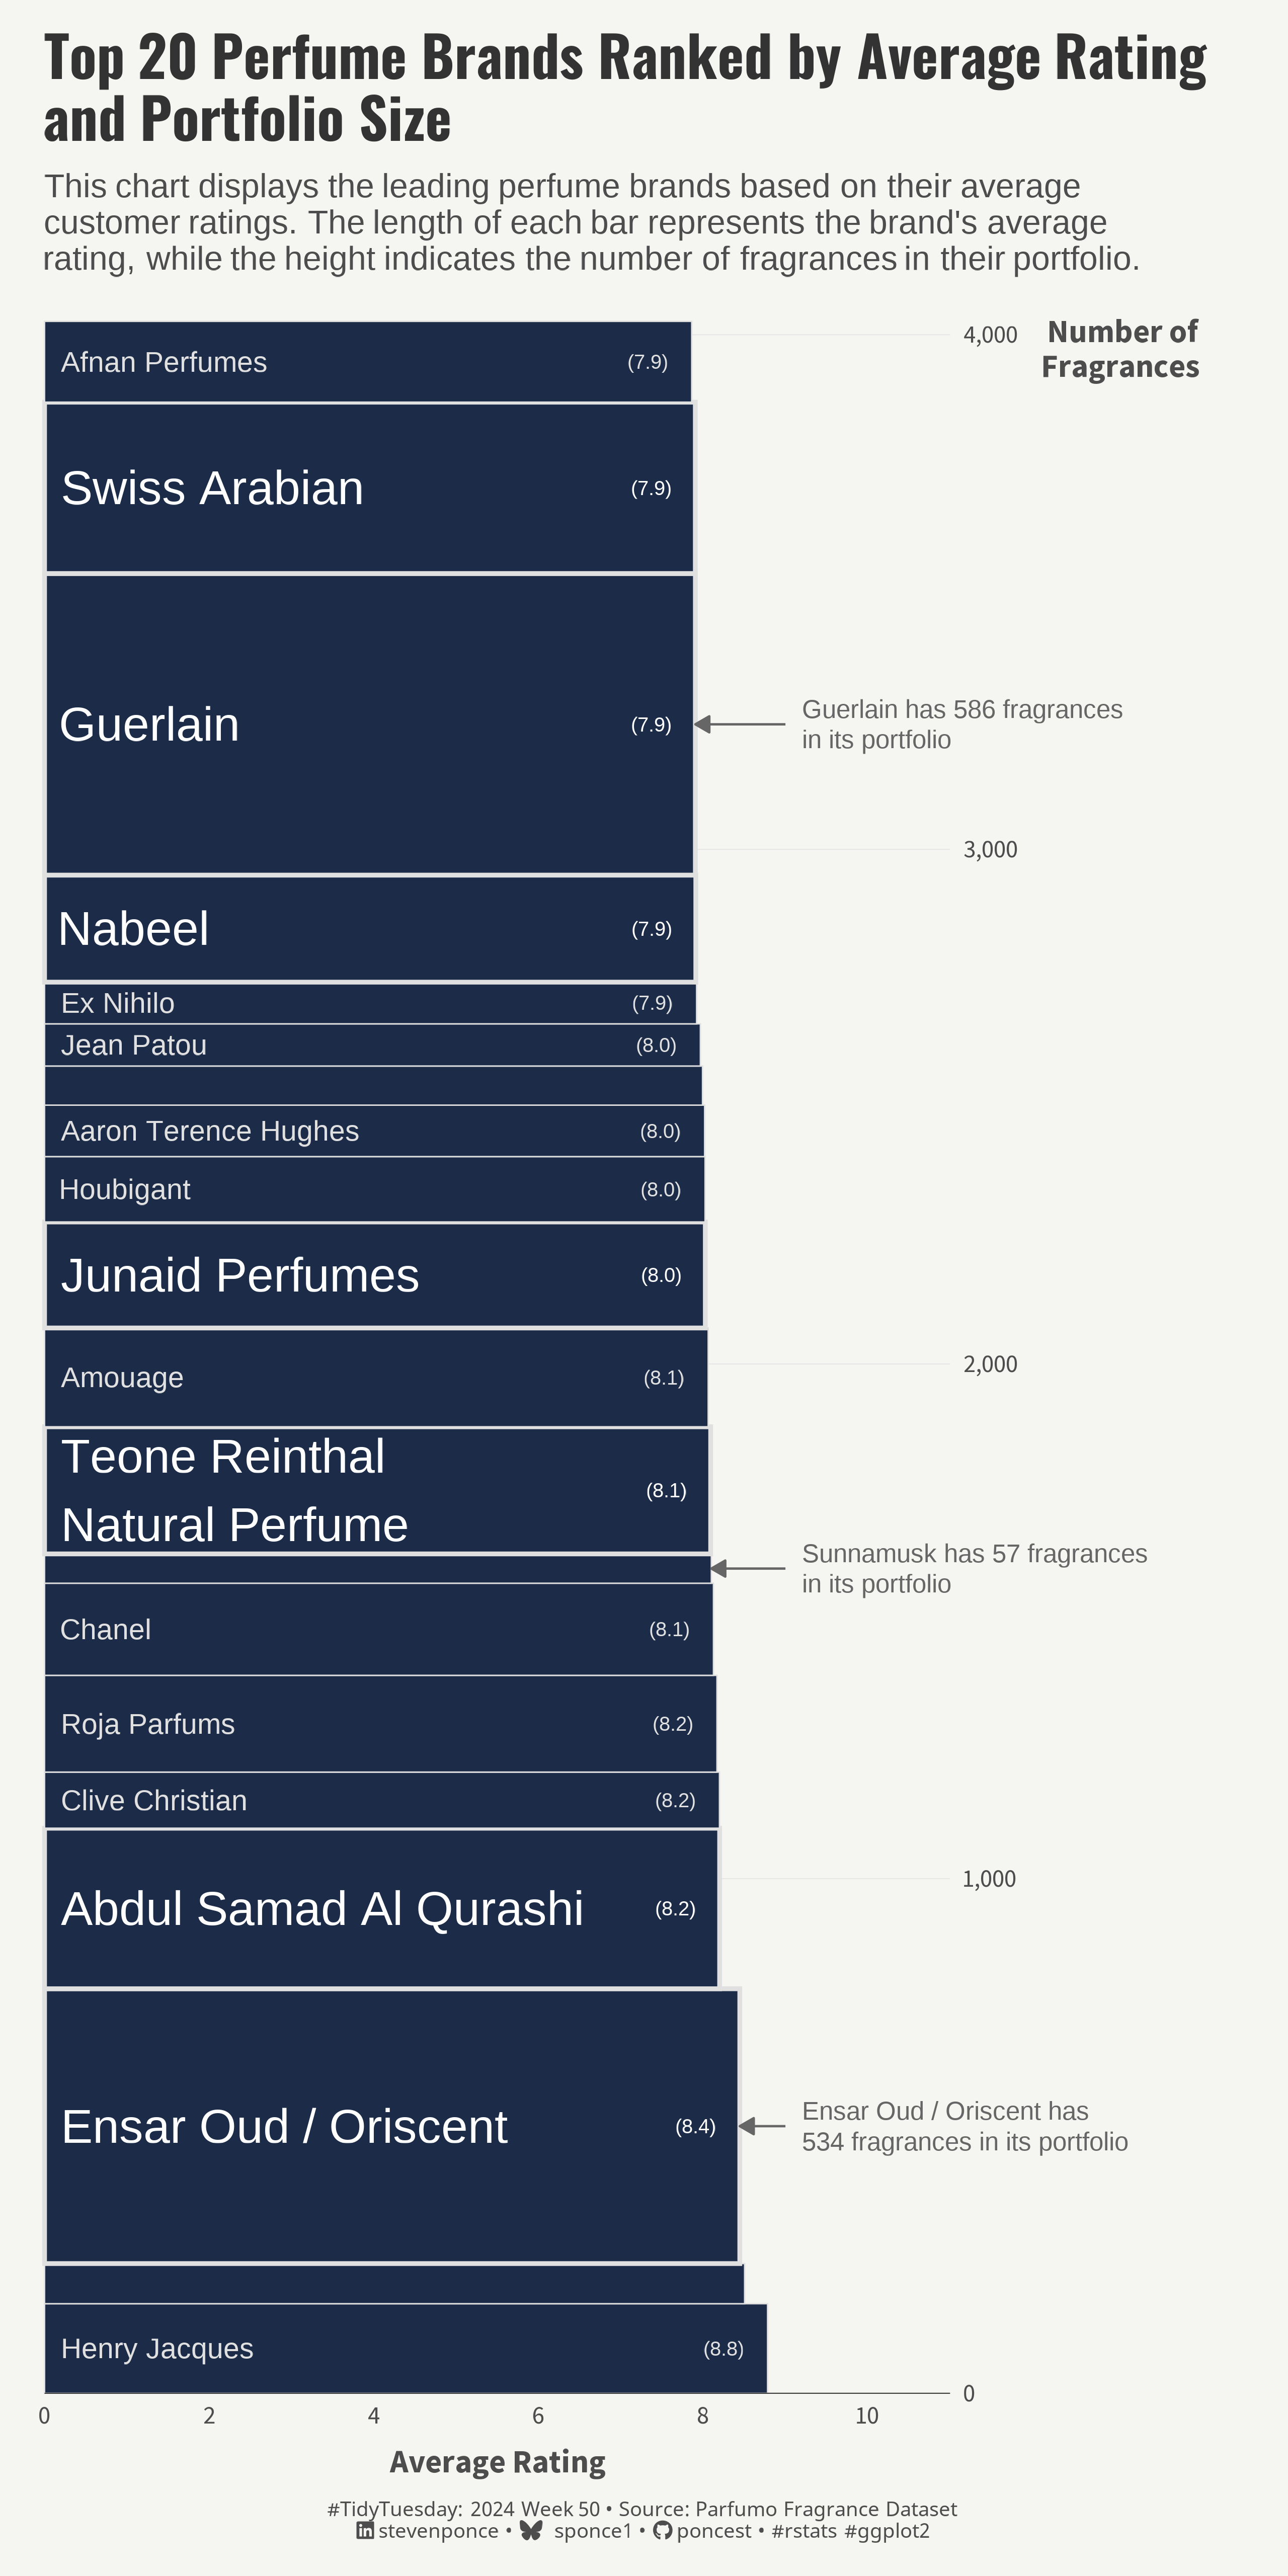 Top 20 Perfume Brands Ranked by Average Rating
and Portfolio Size
This chart displays the leading perfume brands based on their average
customer ratings. The length of each bar represents the brand's average
rating, while the height indicates the number of fragrances in their portfolio.
4,000
Number of
Fragrances
Afnan Perfumes (7.9)
Swiss Arabian (7.9)
Guerlain (7.9)
Guerlain has 586 fragrances
in its portfolio
3,000
Nabeel (7.9)
Ex Nihilo (7.9)
Jean Patou (8.0)
Aaron Terence Hughes (8.0)
Houbigant (8.0)
Junaid Perfumes (8.0)
2,000
Amouage (8.1)
Teone Reinthal
Natural Perfume
(8.1)
Sunnamusk has 57 fragrances
in its portfolio
Chanel (8.1)
Roja Parfums (8.2)
Clive Christian (8.2)
1,000
Abdul Samad Al Qurashi (8.2)
Ensar Oud / Oriscent (8.4)
Ensar Oud / Oriscent has
534 fragrances in its portfolio
Henry Jacques (8.8)
0
0 2 4 6 8 10
Average Rating
#TidyTuesday: 2024 Week 50 • Source: Parfumo Fragrance Dataset
stevenponce • sponce1 • poncest • #rstats #ggplot2